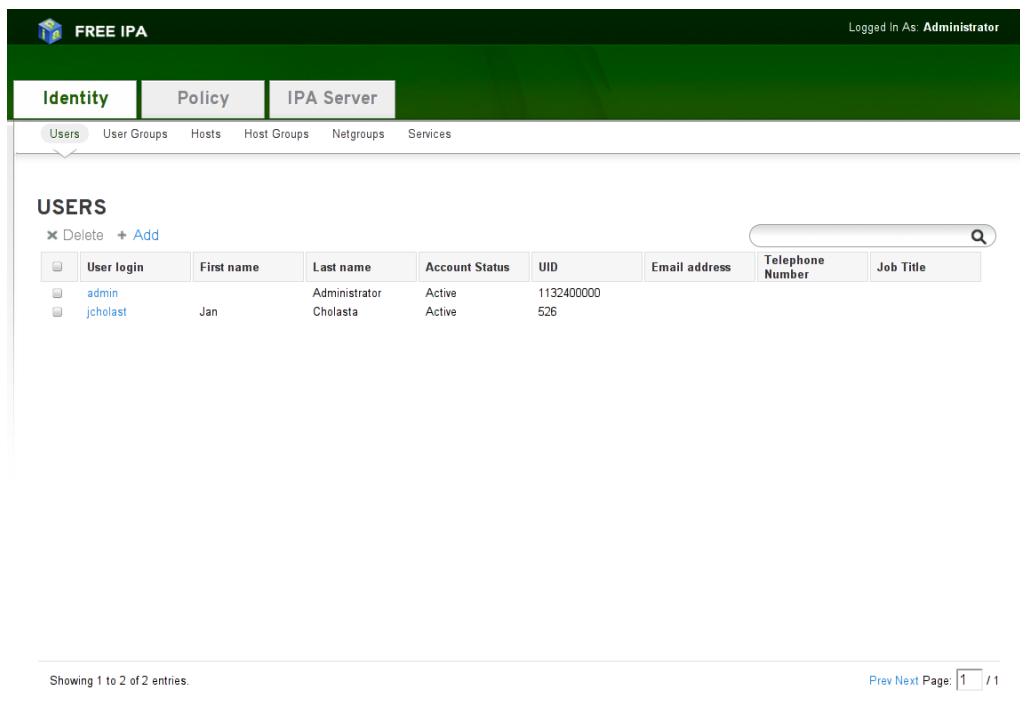 FREE IPA
Logged In As: Administrator
Identity Policy IPA Server
Users User Groups Hosts Host Groups Netgroups Services
USERS
Delete Add
User login First name Last name Account Status UID Email address Telephone Number Job Title
admin Administrator Active 1132400000
jcholast Jan Cholasta Active 526
Showing 1 to 2 of 2 entries.
Prev Next Page: 1 / 1